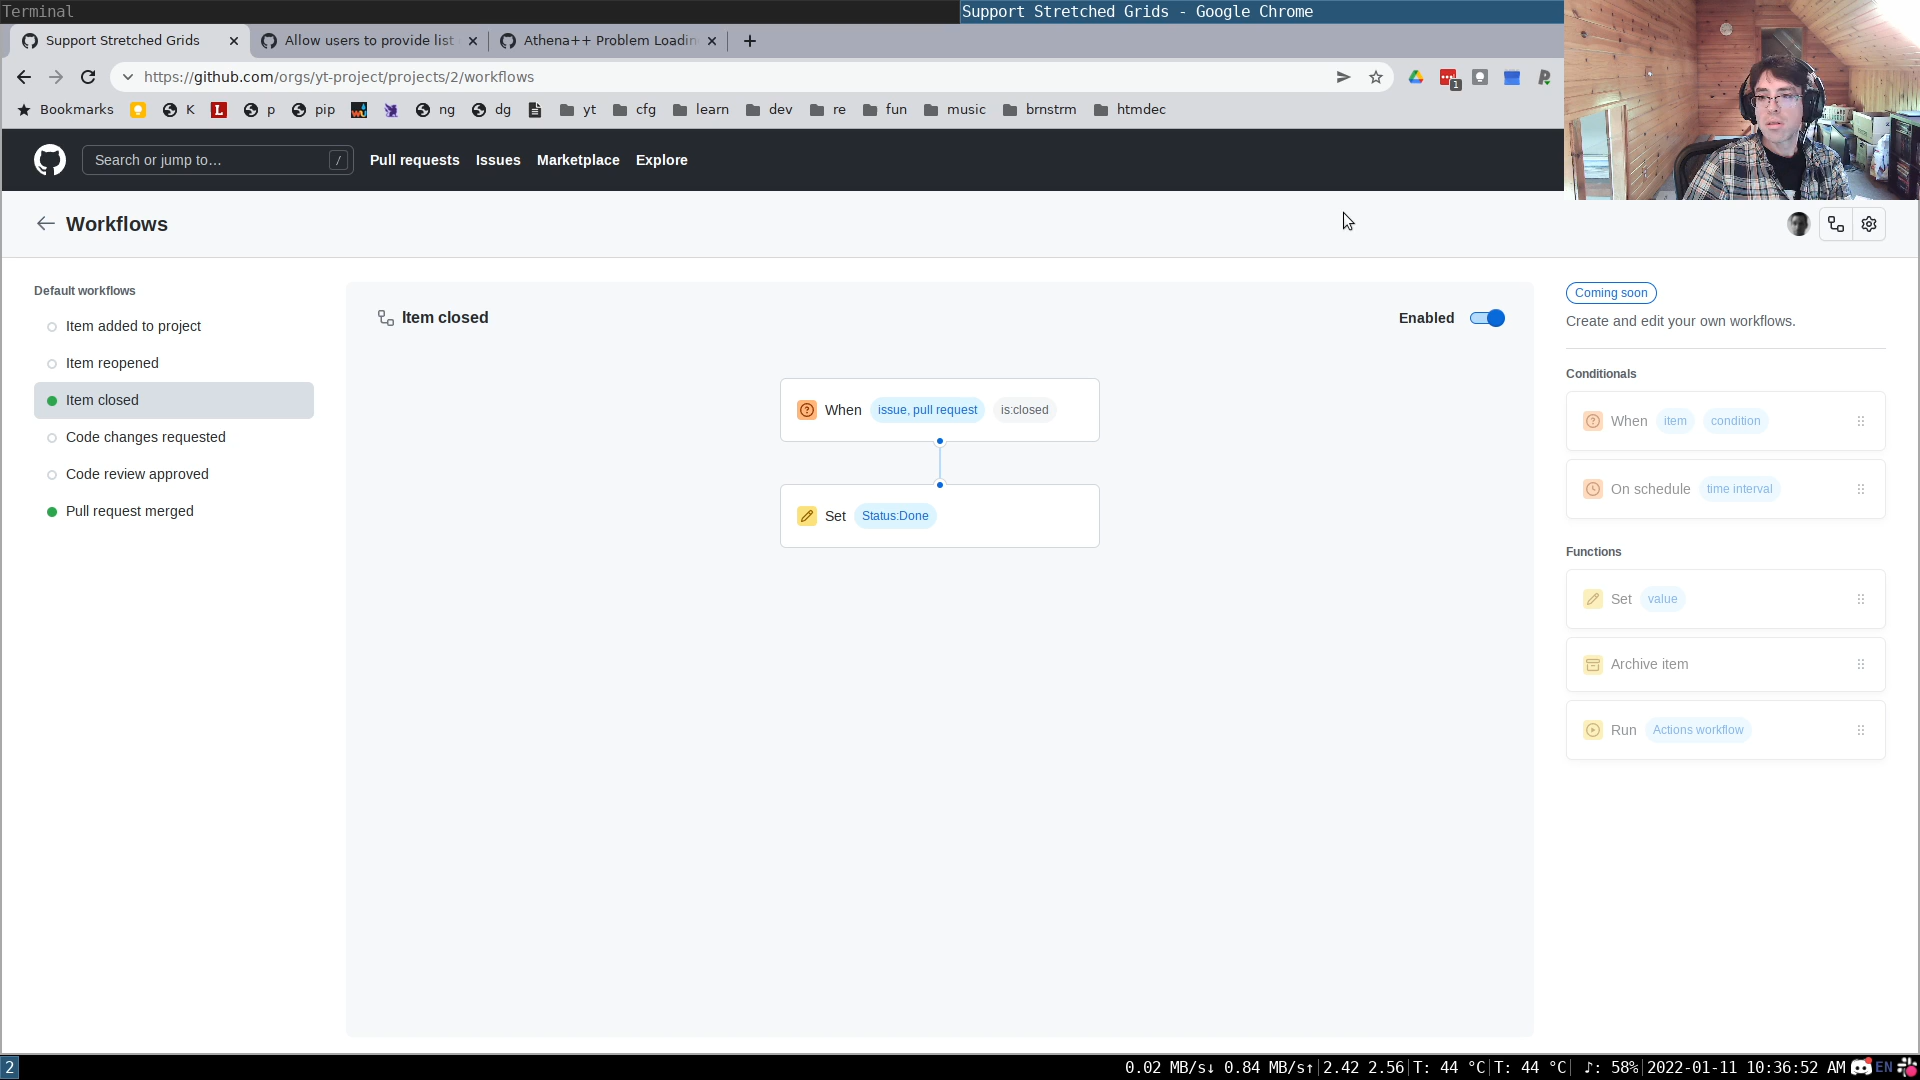 Terminal
Support Stretched Grids - Google Chrome
Support Stretched Grids
Allow users to provide list
Athena++ Problem Loadin
https://github.com/orgs/yt-project/projects/2/workflows
1
Bookmarks K L p pip ng dg yt cfg learn dev re fun music brnstrm htmdec
Search or jump to… /
Pull requests Issues Marketplace Explore
Workflows
Default workflows
Item added to project
Item reopened
Item closed
Code changes requested
Code review approved
Pull request merged
Item closed
Enabled
When issue, pull request is:closed
Set Status:Done
Coming soon
Create and edit your own workflows.
Conditionals
When item condition
On schedule time interval
Functions
Set value
Archive item
Run Actions workflow
2
0.02 MB/s↓ 0.84 MB/s↑ 2.42 2.56 T: 44 °C T: 44 °C ♪: 58% 2022-01-11 10:36:52 AM EN